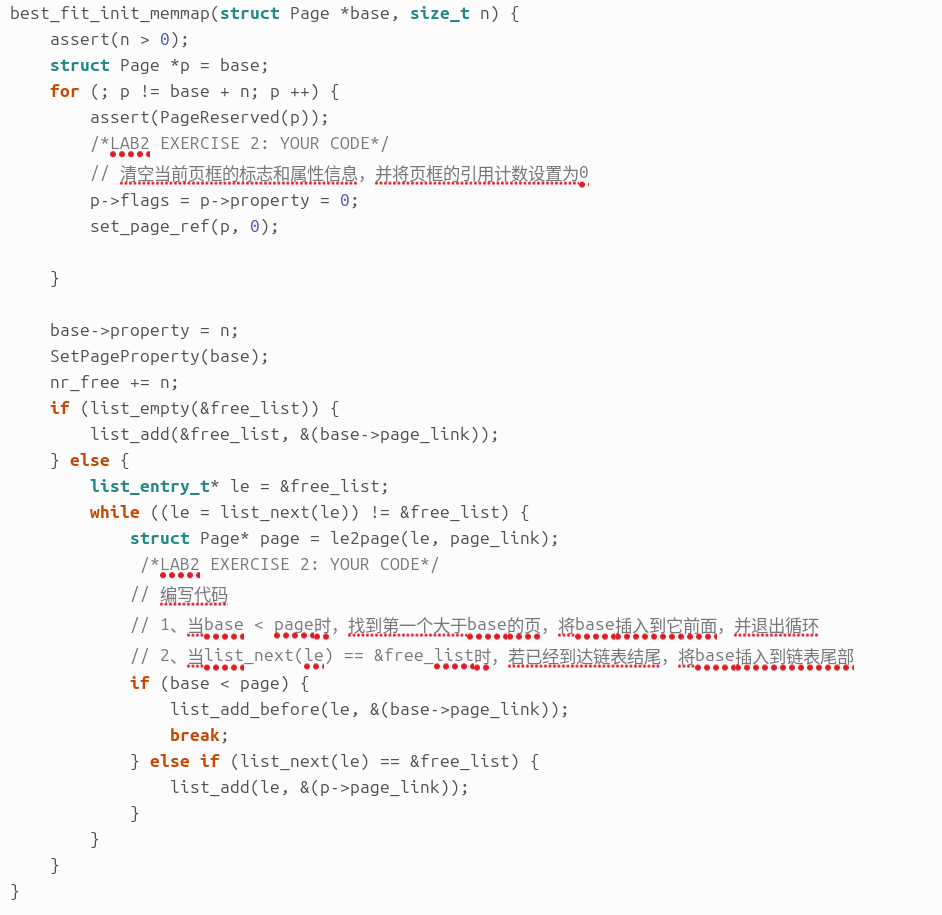 best_fit_init_memmap(struct Page *base, size_t n) {
    assert(n > 0);
    struct Page *p = base;
    for (; p != base + n; p ++) {
        assert(PageReserved(p));
        /*LAB2 EXERCISE 2: YOUR CODE*/
        // 清空当前页框的标志和属性信息，并将页框的引用计数设置为0
        p->flags = p->property = 0;
        set_page_ref(p, 0);
    }
    base->property = n;
    SetPageProperty(base);
    nr_free += n;
    if (list_empty(&free_list)) {
        list_add(&free_list, &(base->page_link));
    } else {
        list_entry_t* le = &free_list;
        while ((le = list_next(le)) != &free_list) {
            struct Page* page = le2page(le, page_link);
             /*LAB2 EXERCISE 2: YOUR CODE*/
            // 编写代码
            // 1、当base < page时，找到第一个大于base的页，将base插入到它前面，并退出循环
            // 2、当list_next(le) == &free_list时，若已经到达链表结尾，将base插入到链表尾部
            if (base < page) {
                list_add_before(le, &(base->page_link));
                break;
            } else if (list_next(le) == &free_list) {
                list_add(le, &(p->page_link));
            }
        }
    }
}